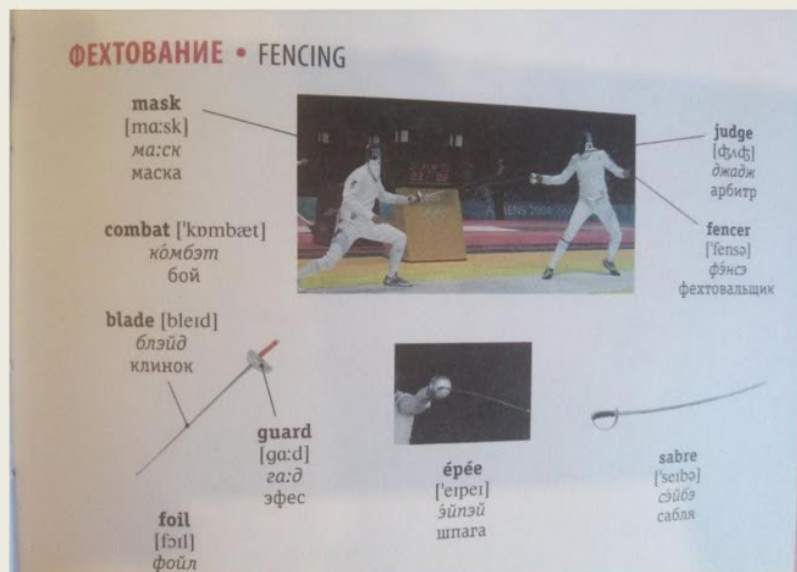 ФЕХТОВАНИЕ • FENCING
mask
[mɑ:sk]
ма:ск
маска
combat ['kɒmbæt]
ко́мбэт
бой
judge
[ʤʌʤ]
джадж
арбитр
fencer
['fensə]
фэ́нсэ
фехтовальщик
ATHENS 2004
blade [bleɪd]
блэйд
клинок
guard
[gɑ:d]
га:д
эфес
foil
[fɔɪl]
фойл
épée
['eɪpeɪ]
э́йпэй
шпага
sabre
['seɪbə]
сэ́йбэ
сабля